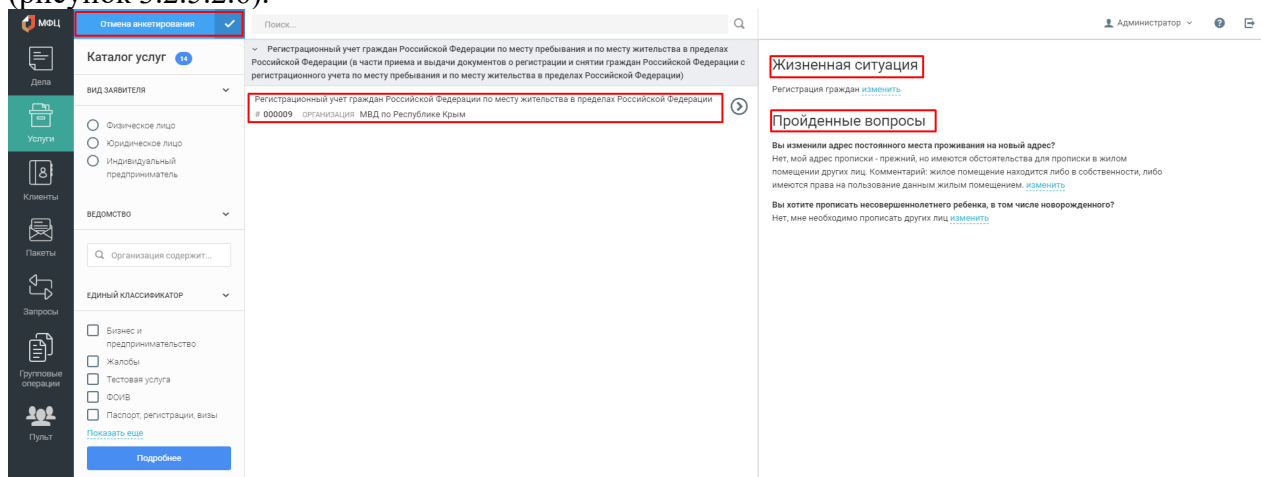 (рисунок 3.2.3.2.6).
МФЦ
Отмена анкетирования
Поиск...
Администратор
Дела
Услуги
Клиенты
Пакеты
Запросы
Групповые
операции
Пульт
Каталог услуг 14
ВИД ЗАЯВИТЕЛЯ
Физическое лицо
Юридическое лицо
Индивидуальный
предприниматель
ВЕДОМСТВО
Организация содержит...
ЕДИНЫЙ КЛАССИФИКАТОР
Бизнес и
предпринимательство
Жалобы
Тестовая услуга
ФОИВ
Паспорт, регистрации, визы
Показать еще
Подробнее
Регистрационный учет граждан Российской Федерации по месту пребывания и по месту жительства в пределах
Российской Федерации (в части приема и выдачи документов о регистрации и снятии граждан Российской Федерации с
регистрационного учета по месту пребывания и по месту жительства в пределах Российской Федерации)
Регистрационный учет граждан Российской Федерации по месту жительства в пределах Российской Федерации
# 000009 ОРГАНИЗАЦИЯ МВД по Республике Крым
Жизненная ситуация
Регистрация граждан изменить
Пройденные вопросы
Вы изменили адрес постоянного места проживания на новый адрес?
Нет, мой адрес прописки - прежний, но имеются обстоятельства для прописки в жилом
помещении других лиц. Комментарий: жилое помещение находится либо в собственности, либо
имеются права на пользование данным жилым помещением. изменить
Вы хотите прописать несовершеннолетнего ребенка, в том числе новорожденного?
Нет, мне необходимо прописать других лиц изменить